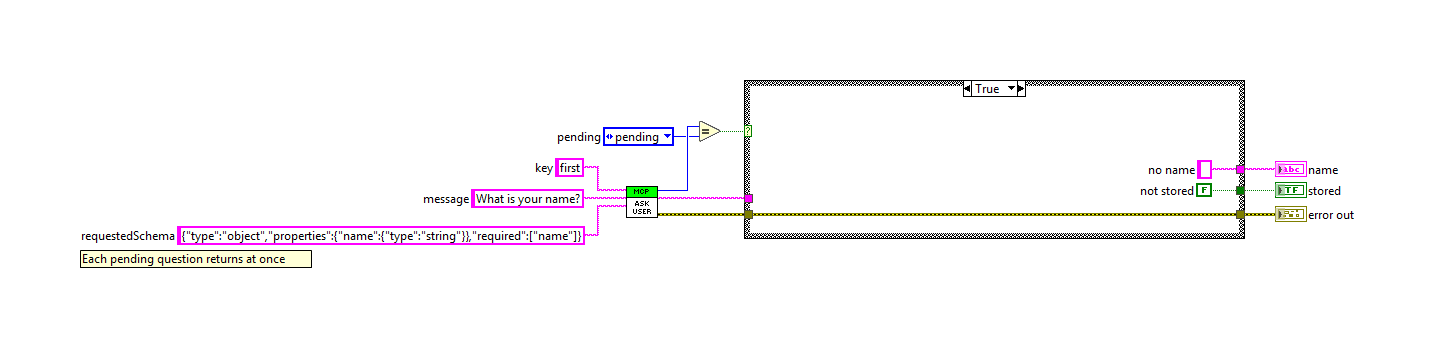 True
pending pending
=
?
key first
no name abc name
MCP
message What is your name?
not stored F TF stored
ASK
USER
error out
requestedSchema {"type":"object","properties":{"name":{"type":"string"}},"required":["name"]}
Each pending question returns at once